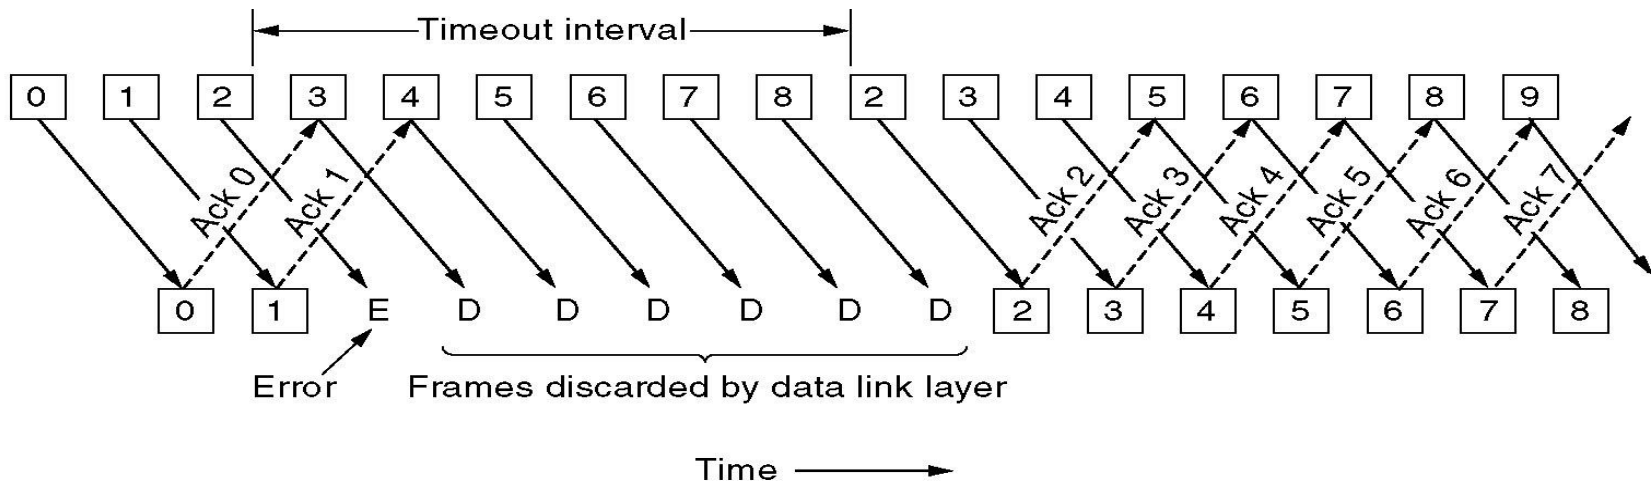 Timeout interval
0 1 2 3 4 5 6 7 8 2 3 4 5 6 7 8 9
Ack 0 Ack 1 Ack 2 Ack 3 Ack 4 Ack 5 Ack 6 Ack 7
0 1 E D D D D D D 2 3 4 5 6 7 8
Error Frames discarded by data link layer
Time